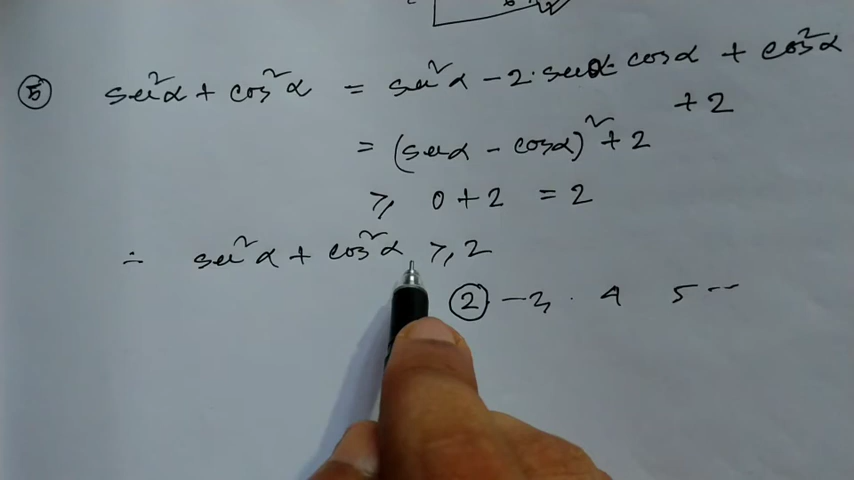 ⑤ sec²α + cos²α = sec²α - 2·secα·cosα + cos²α
+ 2
= (secα - cosα)² + 2
≥ 0 + 2 = 2
∴ sec²α + cos²α ≥ 2
② - 3 · 4 5 --